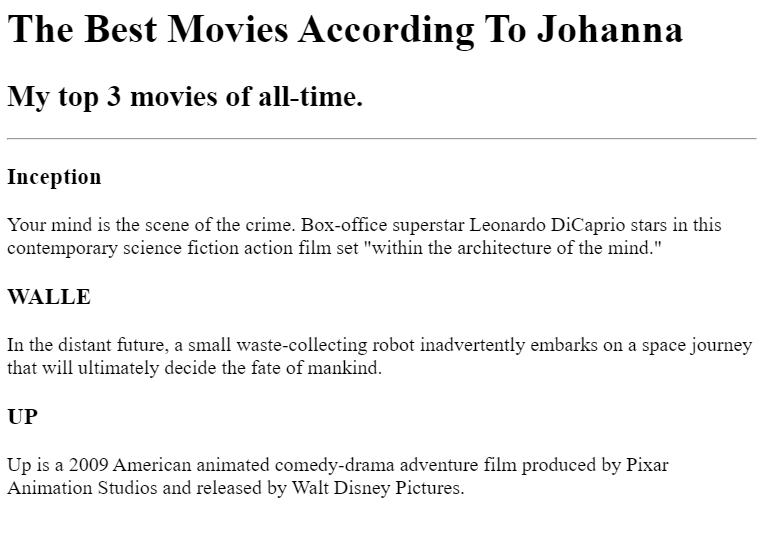 The Best Movies According To Johanna
My top 3 movies of all-time.
Inception
Your mind is the scene of the crime. Box-office superstar Leonardo DiCaprio stars in this
contemporary science fiction action film set "within the architecture of the mind."
WALLE
In the distant future, a small waste-collecting robot inadvertently embarks on a space journey
that will ultimately decide the fate of mankind.
UP
Up is a 2009 American animated comedy-drama adventure film produced by Pixar
Animation Studios and released by Walt Disney Pictures.